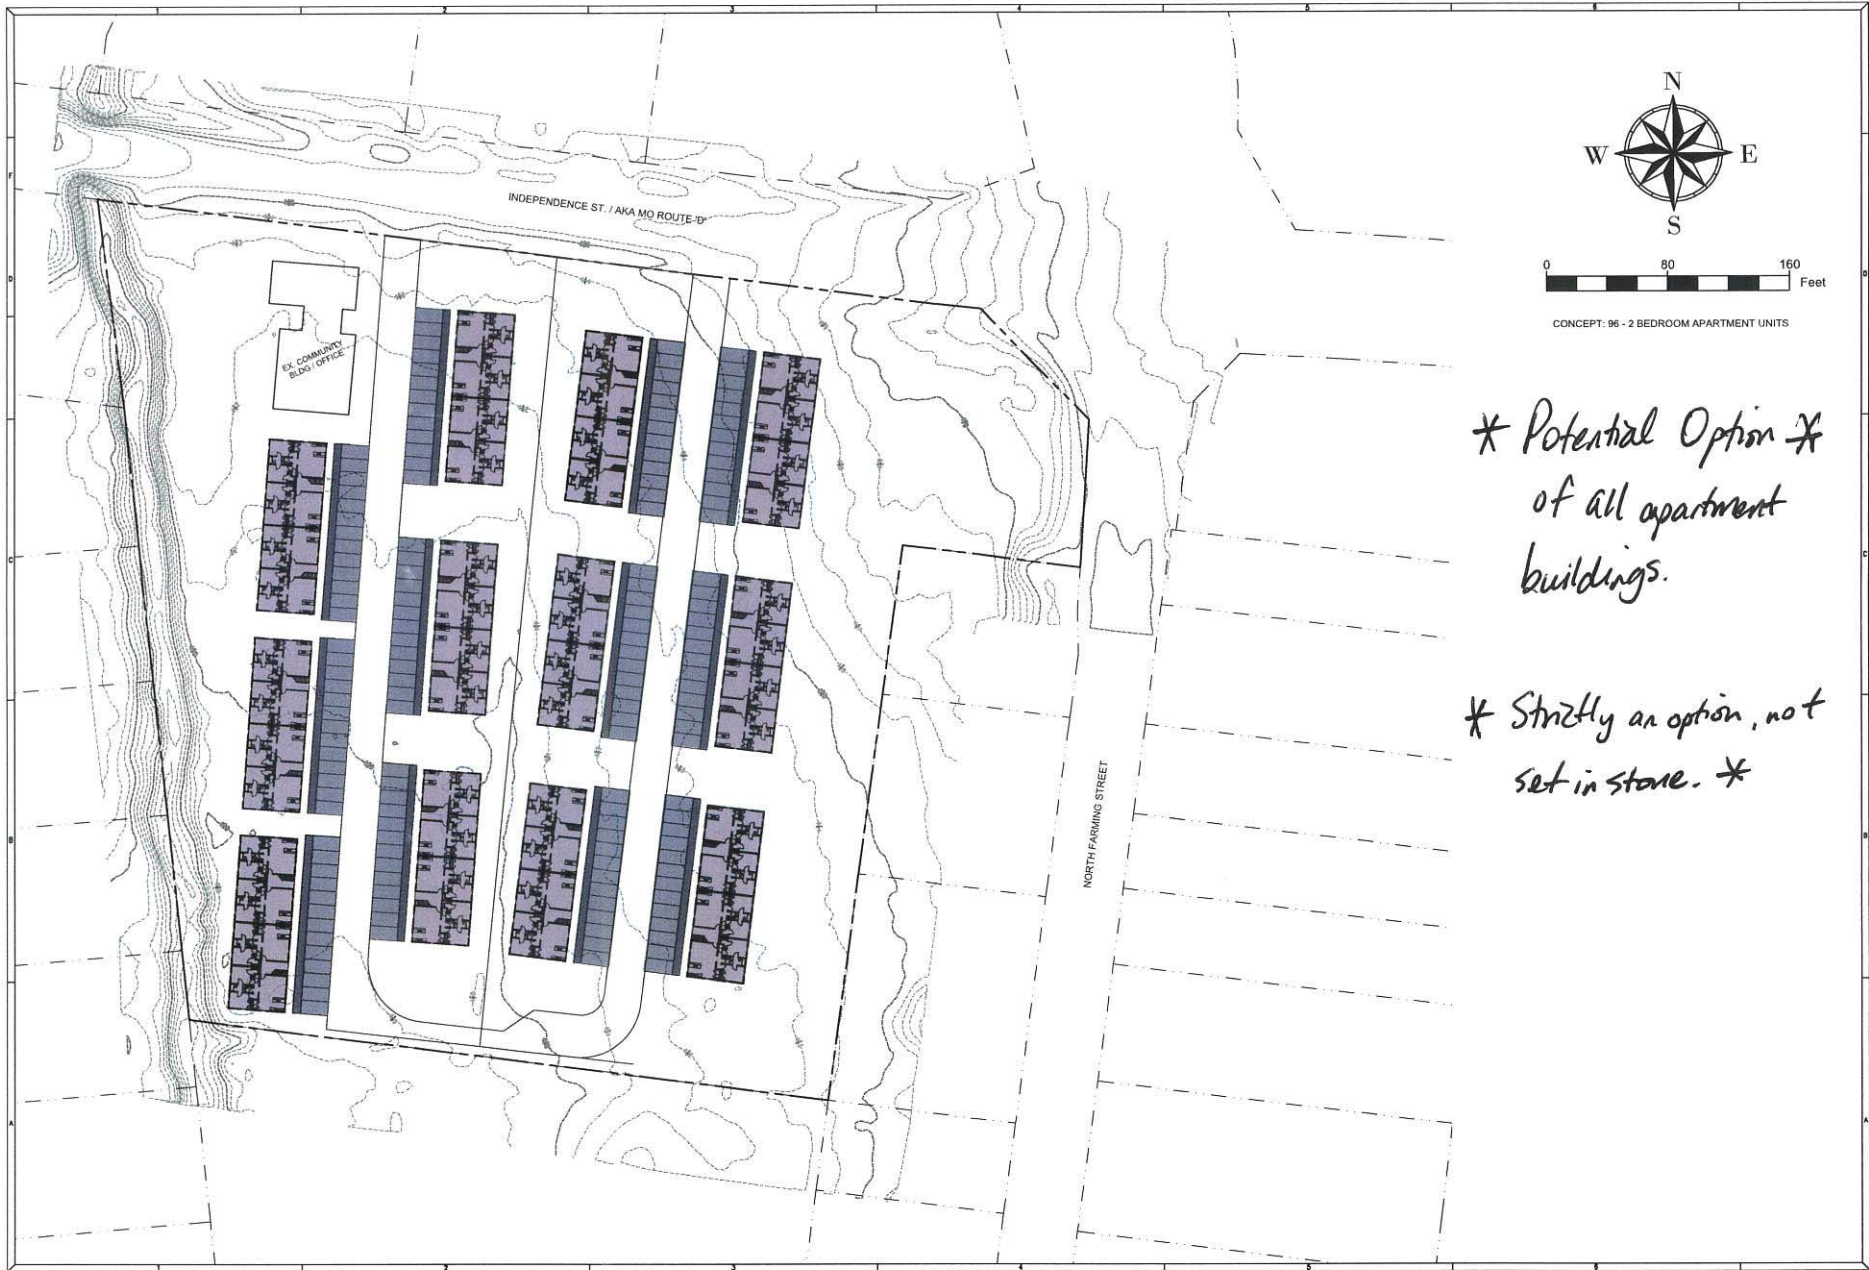 INDEPENDENCE ST. / AKA MO ROUTE-'D'
N
W
E
S
0
80
160
Feet
CONCEPT: 96 - 2 BEDROOM APARTMENT UNITS
EX. COMMUNITY
BLDG / OFFICE
* Potential Option *
of all apartment
buildings.
* Strictly an option, not
set in stone. *
NORTH FARMING STREET